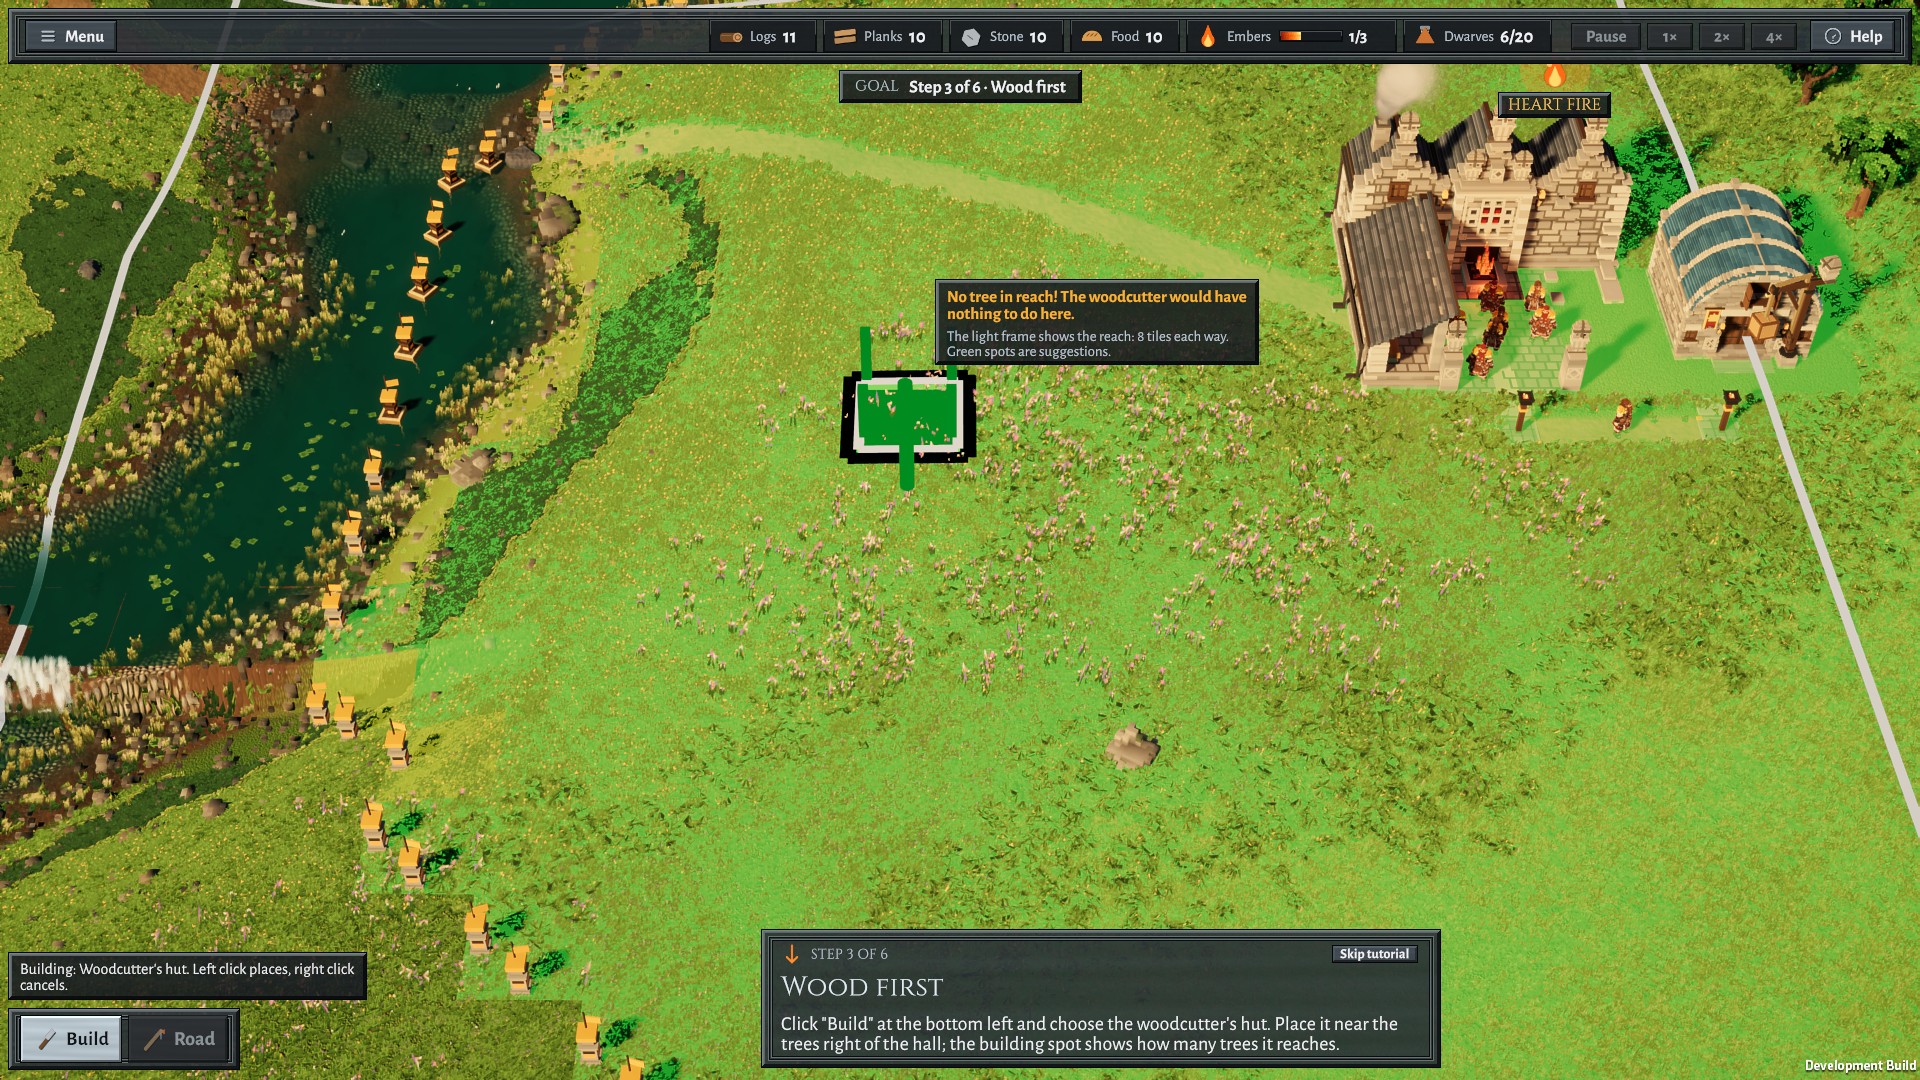 Menu
Logs 11
Planks 10
Stone 10
Food 10
Embers 1/3
Dwarves 6/20
Pause
1×
2×
4×
Help
GOAL Step 3 of 6 · Wood first
HEART FIRE
No tree in reach! The woodcutter would have
nothing to do here.
The light frame shows the reach: 8 tiles each way.
Green spots are suggestions.
Building: Woodcutter's hut. Left click places, right click
cancels.
Build
Road
STEP 3 OF 6
Skip tutorial
WOOD FIRST
Click "Build" at the bottom left and choose the woodcutter's hut. Place it near the
trees right of the hall; the building spot shows how many trees it reaches.
Development Build